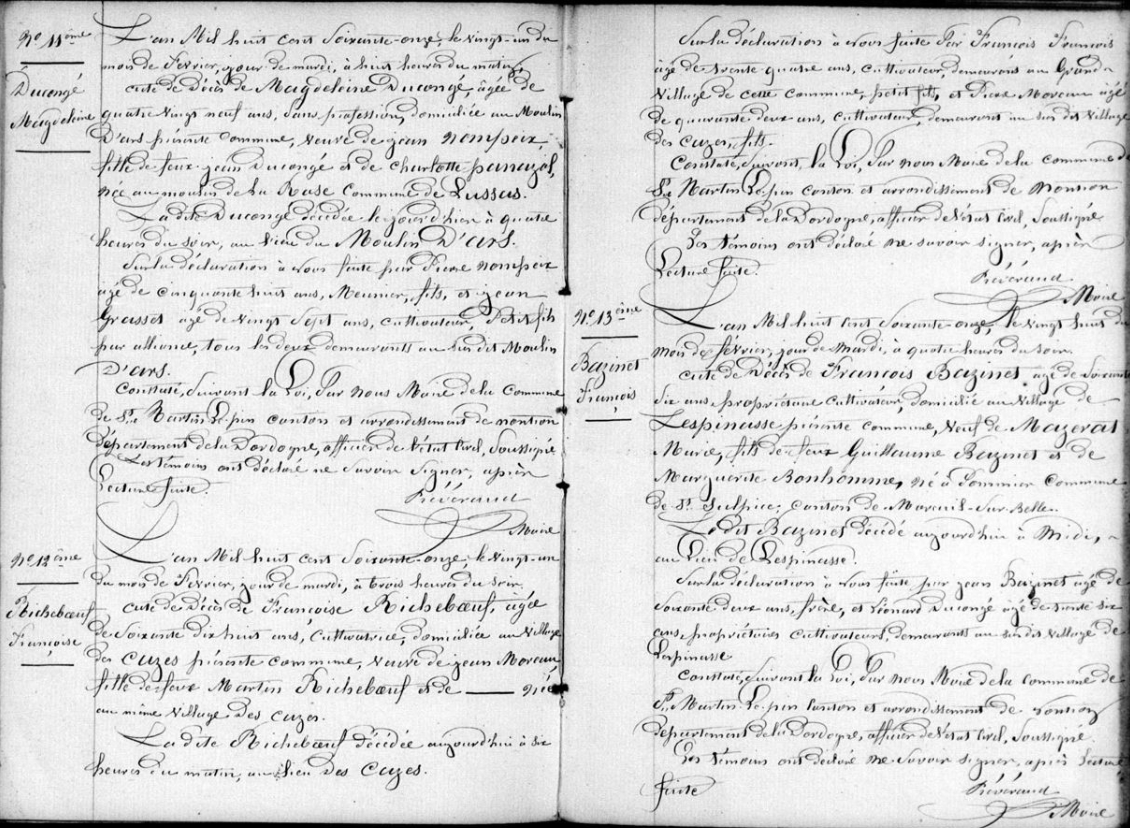 No 11ème
Ducongé
Magdeleine
L'an Mil huit cent Soixante-onze, le vingt-un du
mois de Février, jour de mardi, à huit heures du matin
acte de Décès de Magdeleine Ducongé, âgée de
quatre vingt neuf ans, sans profession, domiciliée au Moulin
D'ars présente commune, veuve de jean nompeix,
fille de feux jean Ducongé et de Charlotte panazol,
née au moulin de La Commune de Lussas.
La dite Ducongé décédée le jour d'hier à quatre
heures du soir, au lieu du Moulin D'ars.
Sur la déclaration à nous faite par Pierre nompeix
agé de cinquante huit ans, Meunier, fils, et jean
Grasset agé de vingt sept ans, cultivateur, Petit fils
par alliance, tous les deux demeurants au sus dit Moulin
D'ars.
Constaté, suivant la Loi, Par nous Maire de la Commune
de St Martin Le pin canton et arrondissement de nontron
Département de la Dordogne, officier de l'état Civil, Soussigné
Les témoins ont déclaré ne savoir signer, après
Lecture faite.
Révéraud
Maire
No 12ème
Richebœuf
Françoise
L'an Mil huit cent Soixante-onze, le vingt-un
du mois de Février, jour de mardi, à trois heures du soir
acte de Décès de Françoise Richebœuf, agée
de Soixante dix huit ans, Cultivatrice, domiciliée au Village
des Cazes présente commune, veuve de jean Moreau,
fille de feux Martin Richebœuf et de —— née
au même Village Des Cazes.
La dite Richebœuf décédée aujourd'hui à six
heures du matin, au lieu Des Cazes.
Sur la déclaration à nous faite Par François François
âgé de trente quatre ans, cultivateur, demeurant au Grand
Village de cette commune, petit fils, et Pierre Moreau agé
de quarante deux ans, Cultivateur, demeurant au sus dit Village
des Cazes, fils.
Constaté, suivant la Loi, Par nous Maire de la commune de
St Martin Le pin canton et arrondissement de nontron
département de la Dordogne, officier de l'état Civil, Soussigné
Les témoins ont déclaré ne savoir signer, après
Lecture faite.
Révéraud
Maire
No 13ème
Bazinet
François
L'an Mil huit Cent Soixante-onze, le vingt huit du
mois de février, jour de Mardi, à quatre heures du soir.
acte de Décès de François Bazinet agé de Soixante
dix ans, propriétaire Cultivateur, domicilié au Village de
Lespinasse présente commune, Veuf de Mazerat
Marie, fils de feux Guillaume Bazinet et de
Marguerite Bonhomme, né à Pommier Commune
de St Sulpice, canton de Mareuil-Sur-Belle.
Le dit Bazinet décédé aujourd'hui à Midi,
au Lieu de Lespinasse.
Sur la déclaration à nous faite par jean Bazinet agé de
Soixante deux ans, frère, et Léonard Ducongé agé de trente six
ans, propriétaires cultivateurs, demeurants au sus dit Village de
Lespinasse
Constaté, suivant la Loi, Par nous Maire de la Commune de
St Martin Le pin Canton et arrondissement de Nontron
Département de la Dordogne, officier de l'état Civil, Soussigné.
Les témoins ont déclaré ne savoir signer, après Lecture
faite
Révéraud
Maire